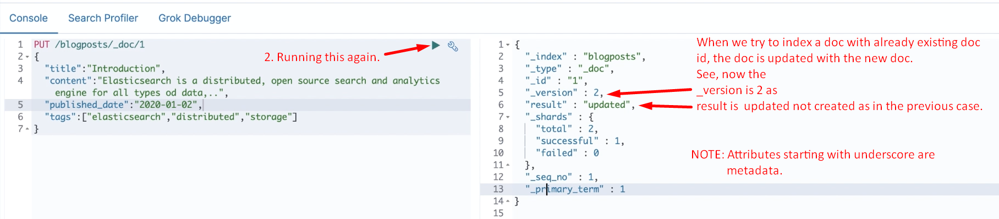 Console Search Profiler Grok Debugger
1 PUT /blogposts/_doc/1
2 {
2. Running this again.
3 "title":"Introduction",
4 "content":"Elasticsearch is a distributed, open source search and analytics
engine for all types od data,..",
5 "published_date":"2020-01-02",
6 "tags":["elasticsearch","distributed","storage"]
7 }
1 {
2 "_index" : "blogposts",
3 "_type" : "_doc",
4 "_id" : "1",
5 "_version" : 2,
6 "result" : "updated",
7 "_shards" : {
8 "total" : 2,
9 "successful" : 1,
10 "failed" : 0
11 },
12 "_seq_no" : 1,
13 "_primary_term" : 1
14 }
15
When we try to index a doc with already existing doc
id, the doc is updated with the new doc.
See, now the
_version is 2 as
result is updated not created as in the previous case.
NOTE: Attributes starting with underscore are
metadata.